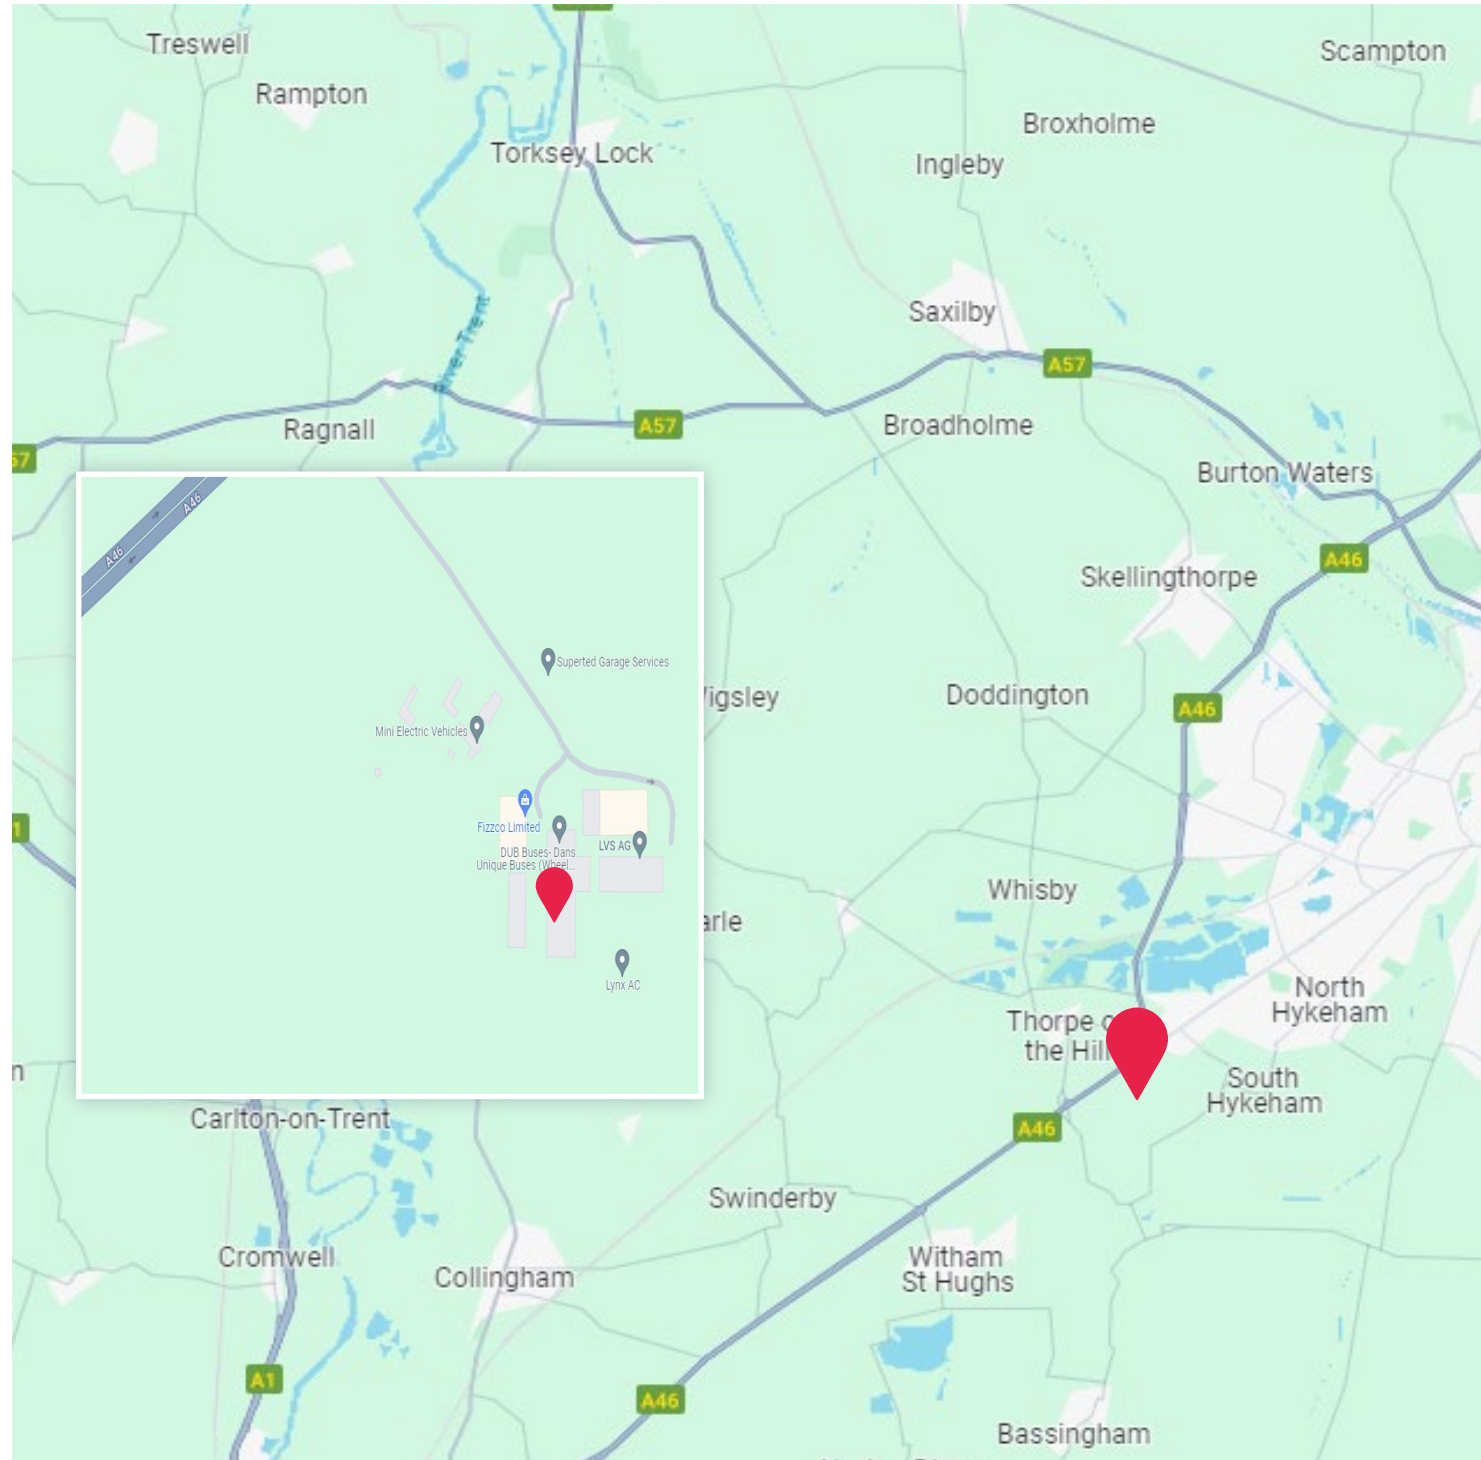 Treswell
Scampton
Rampton
Broxholme
Torksey Lock
Ingleby
River Trent
Saxilby
A57
A57
Broadholme
Ragnall
57
Burton Waters
A46
A46
A46
Skellingthorpe
Superted Garage Services
Doddington
A46
Mini Electric Vehicles
Fizzco Limited
1
DUB Buses- Dans
Unique Buses (Wheel...
LVS AG
Whisby
Lynx AC
North
Hykeham
Thorpe
the Hill
South
Hykeham
Carlton-on-Trent
A46
Swinderby
Cromwell
Collingham
Witham
St Hughs
A1
A46
Bassingham